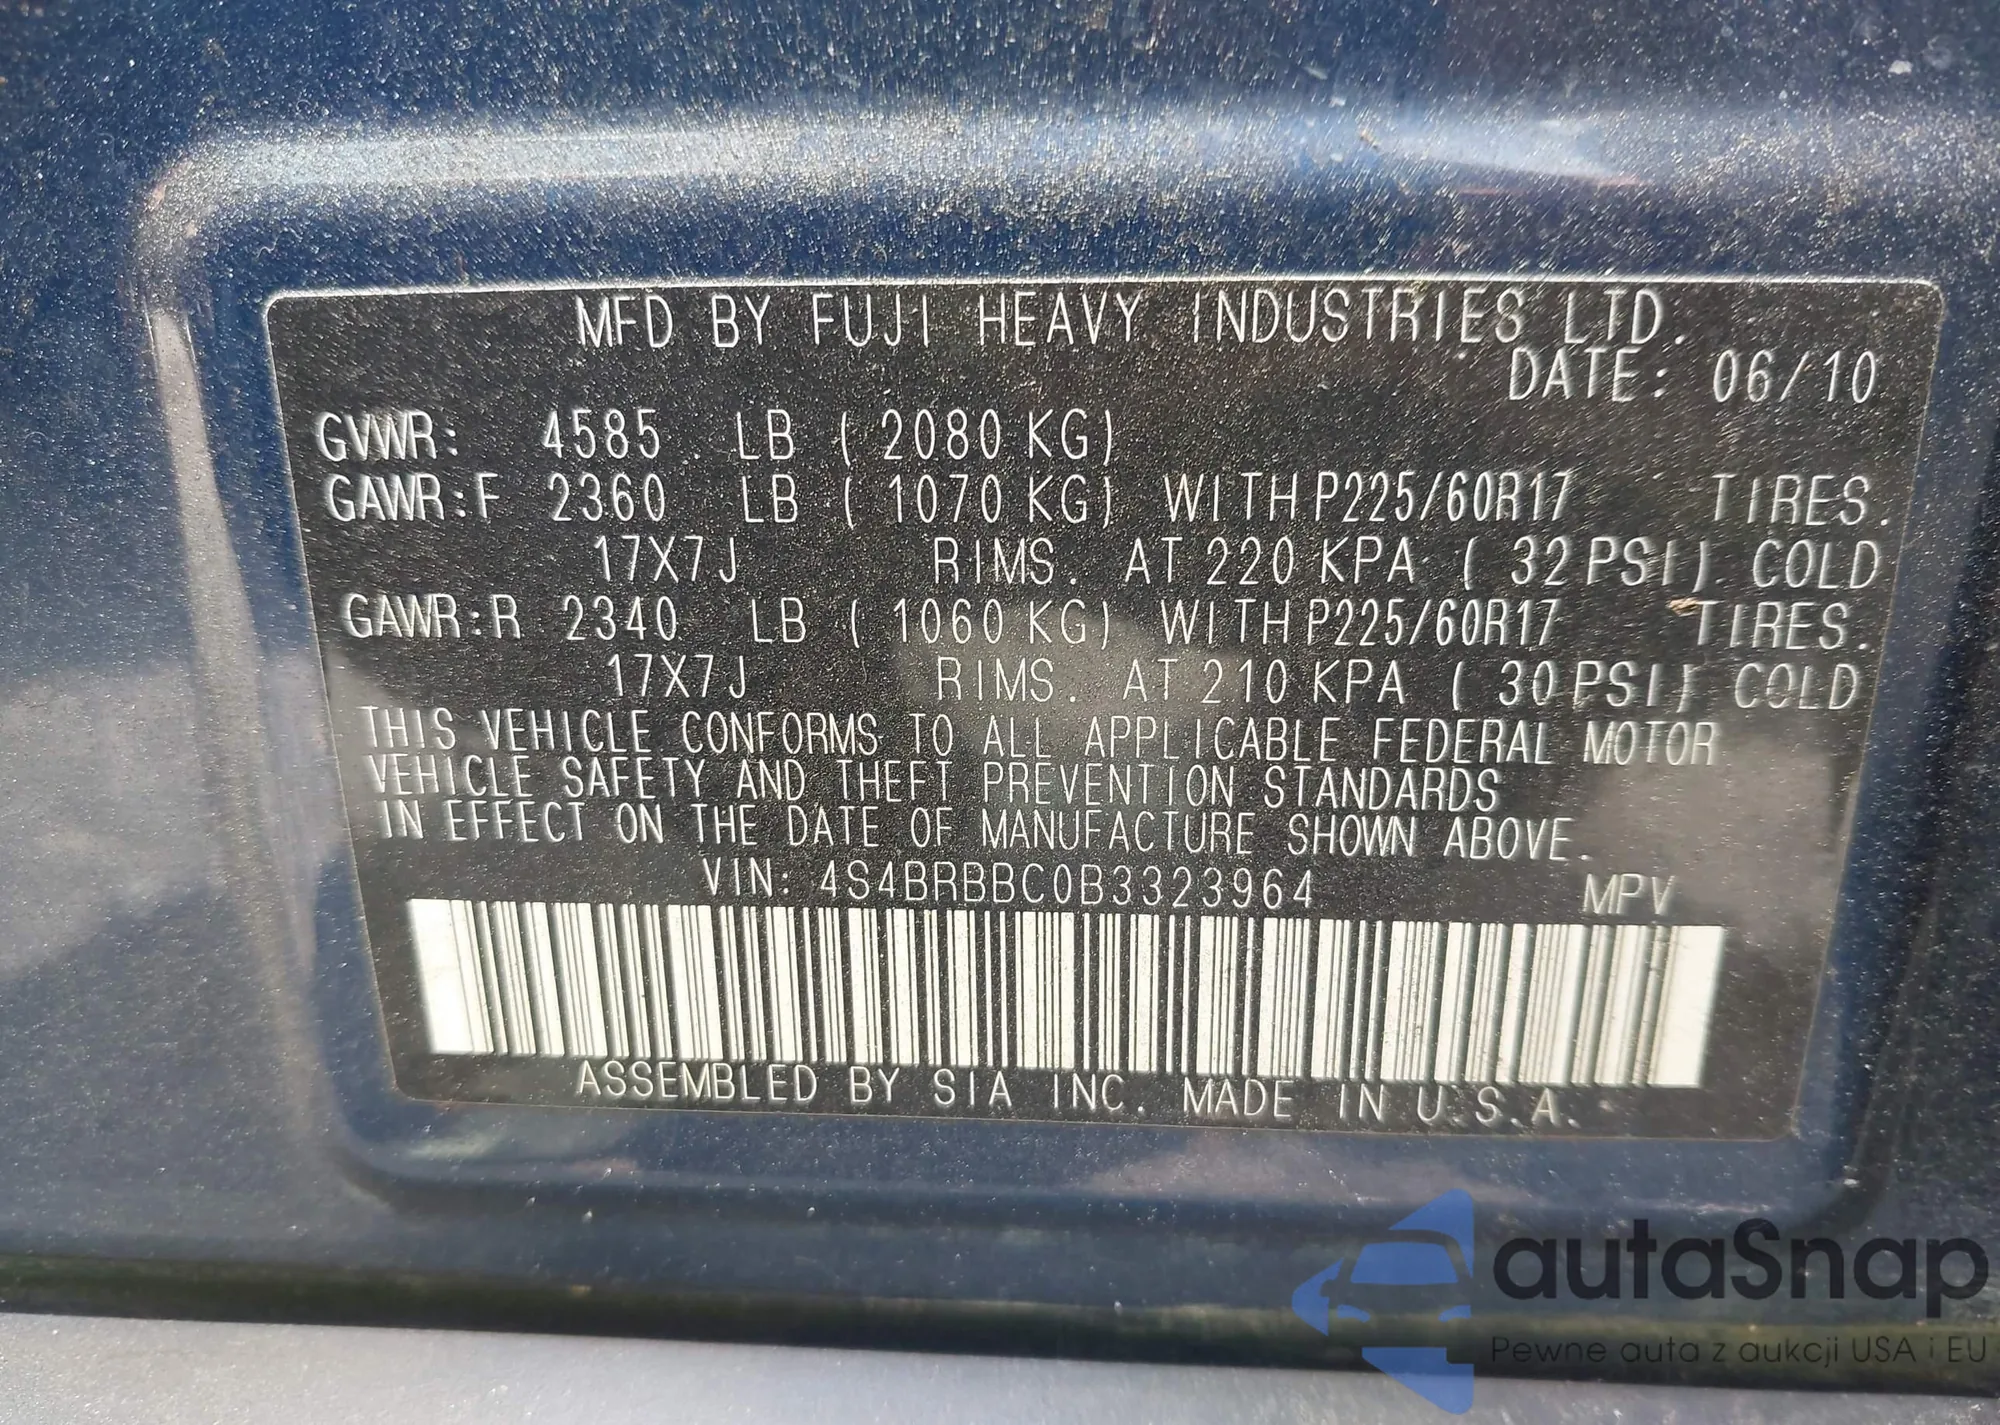 MFD BY FUJI HEAVY INDUSTRIES LTD.
DATE: 06/10
GVWR: 4585 LB ( 2080 KG)
GAWR:F 2360 LB ( 1070 KG) WITH P225/60R17 TIRES.
17X7J RIMS. AT 220 KPA ( 32 PSI) COLD
GAWR:R 2340 LB ( 1060 KG) WITH P225/60R17 TIRES.
17X7J RIMS. AT 210 KPA ( 30 PSI) COLD
THIS VEHICLE CONFORMS TO ALL APPLICABLE FEDERAL MOTOR
VEHICLE SAFETY AND THEFT PREVENTION STANDARDS
IN EFFECT ON THE DATE OF MANUFACTURE SHOWN ABOVE.
VIN: 4S4BRBBC0B3323964 MPV
ASSEMBLED BY SIA INC. MADE IN U.S.A.
autaSnap
Pewne auta z aukcji USA i EU